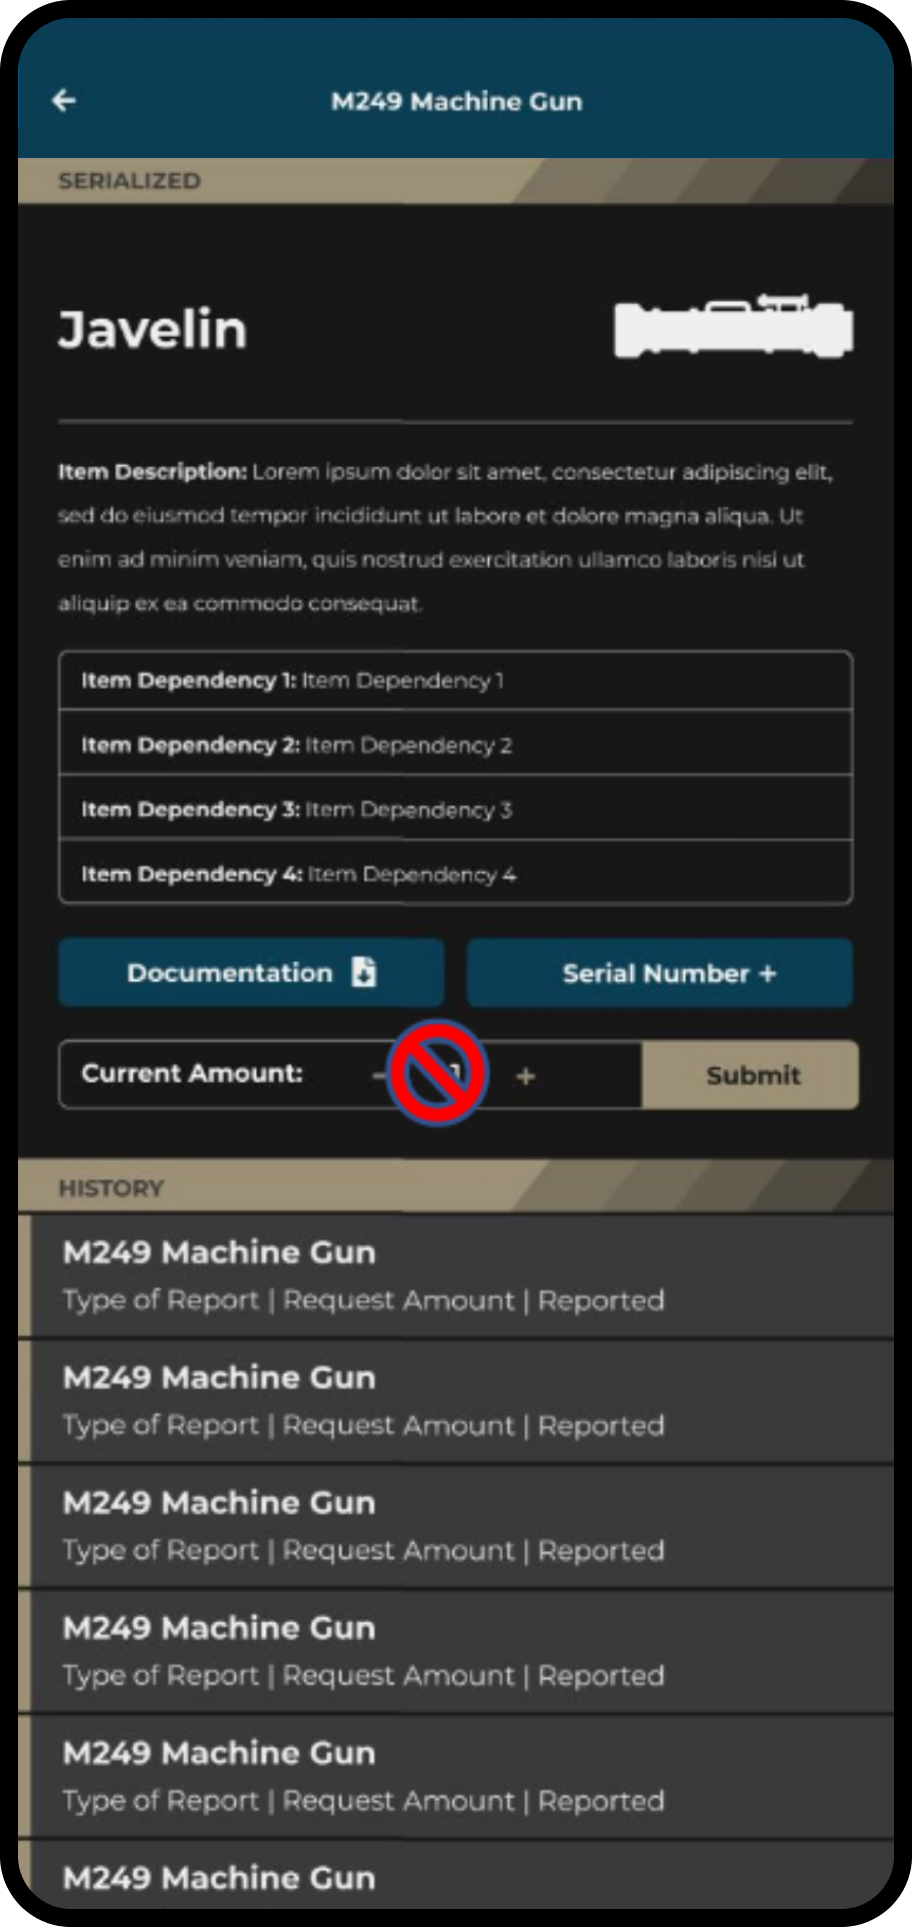 M249 Machine Gun
SERIALIZED
Javelin
Item Description: Lorem ipsum dolor sit amet, consectetur adipiscing elit,
sed do eiusmod tempor incididunt ut labore et dolore magna aliqua. Ut
enim ad minim veniam, quis nostrud exercitation ullamco laboris nisi ut
aliquip ex ea commodo consequat.
Item Dependency 1: Item Dependency 1
Item Dependency 2: Item Dependency 2
Item Dependency 3: Item Dependency 3
Item Dependency 4: Item Dependency 4
Documentation
Serial Number +
Current Amount: - 1 +
Submit
HISTORY
M249 Machine Gun
Type of Report | Request Amount | Reported
M249 Machine Gun
Type of Report | Request Amount | Reported
M249 Machine Gun
Type of Report | Request Amount | Reported
M249 Machine Gun
Type of Report | Request Amount | Reported
M249 Machine Gun
Type of Report | Request Amount | Reported
M249 Machine Gun